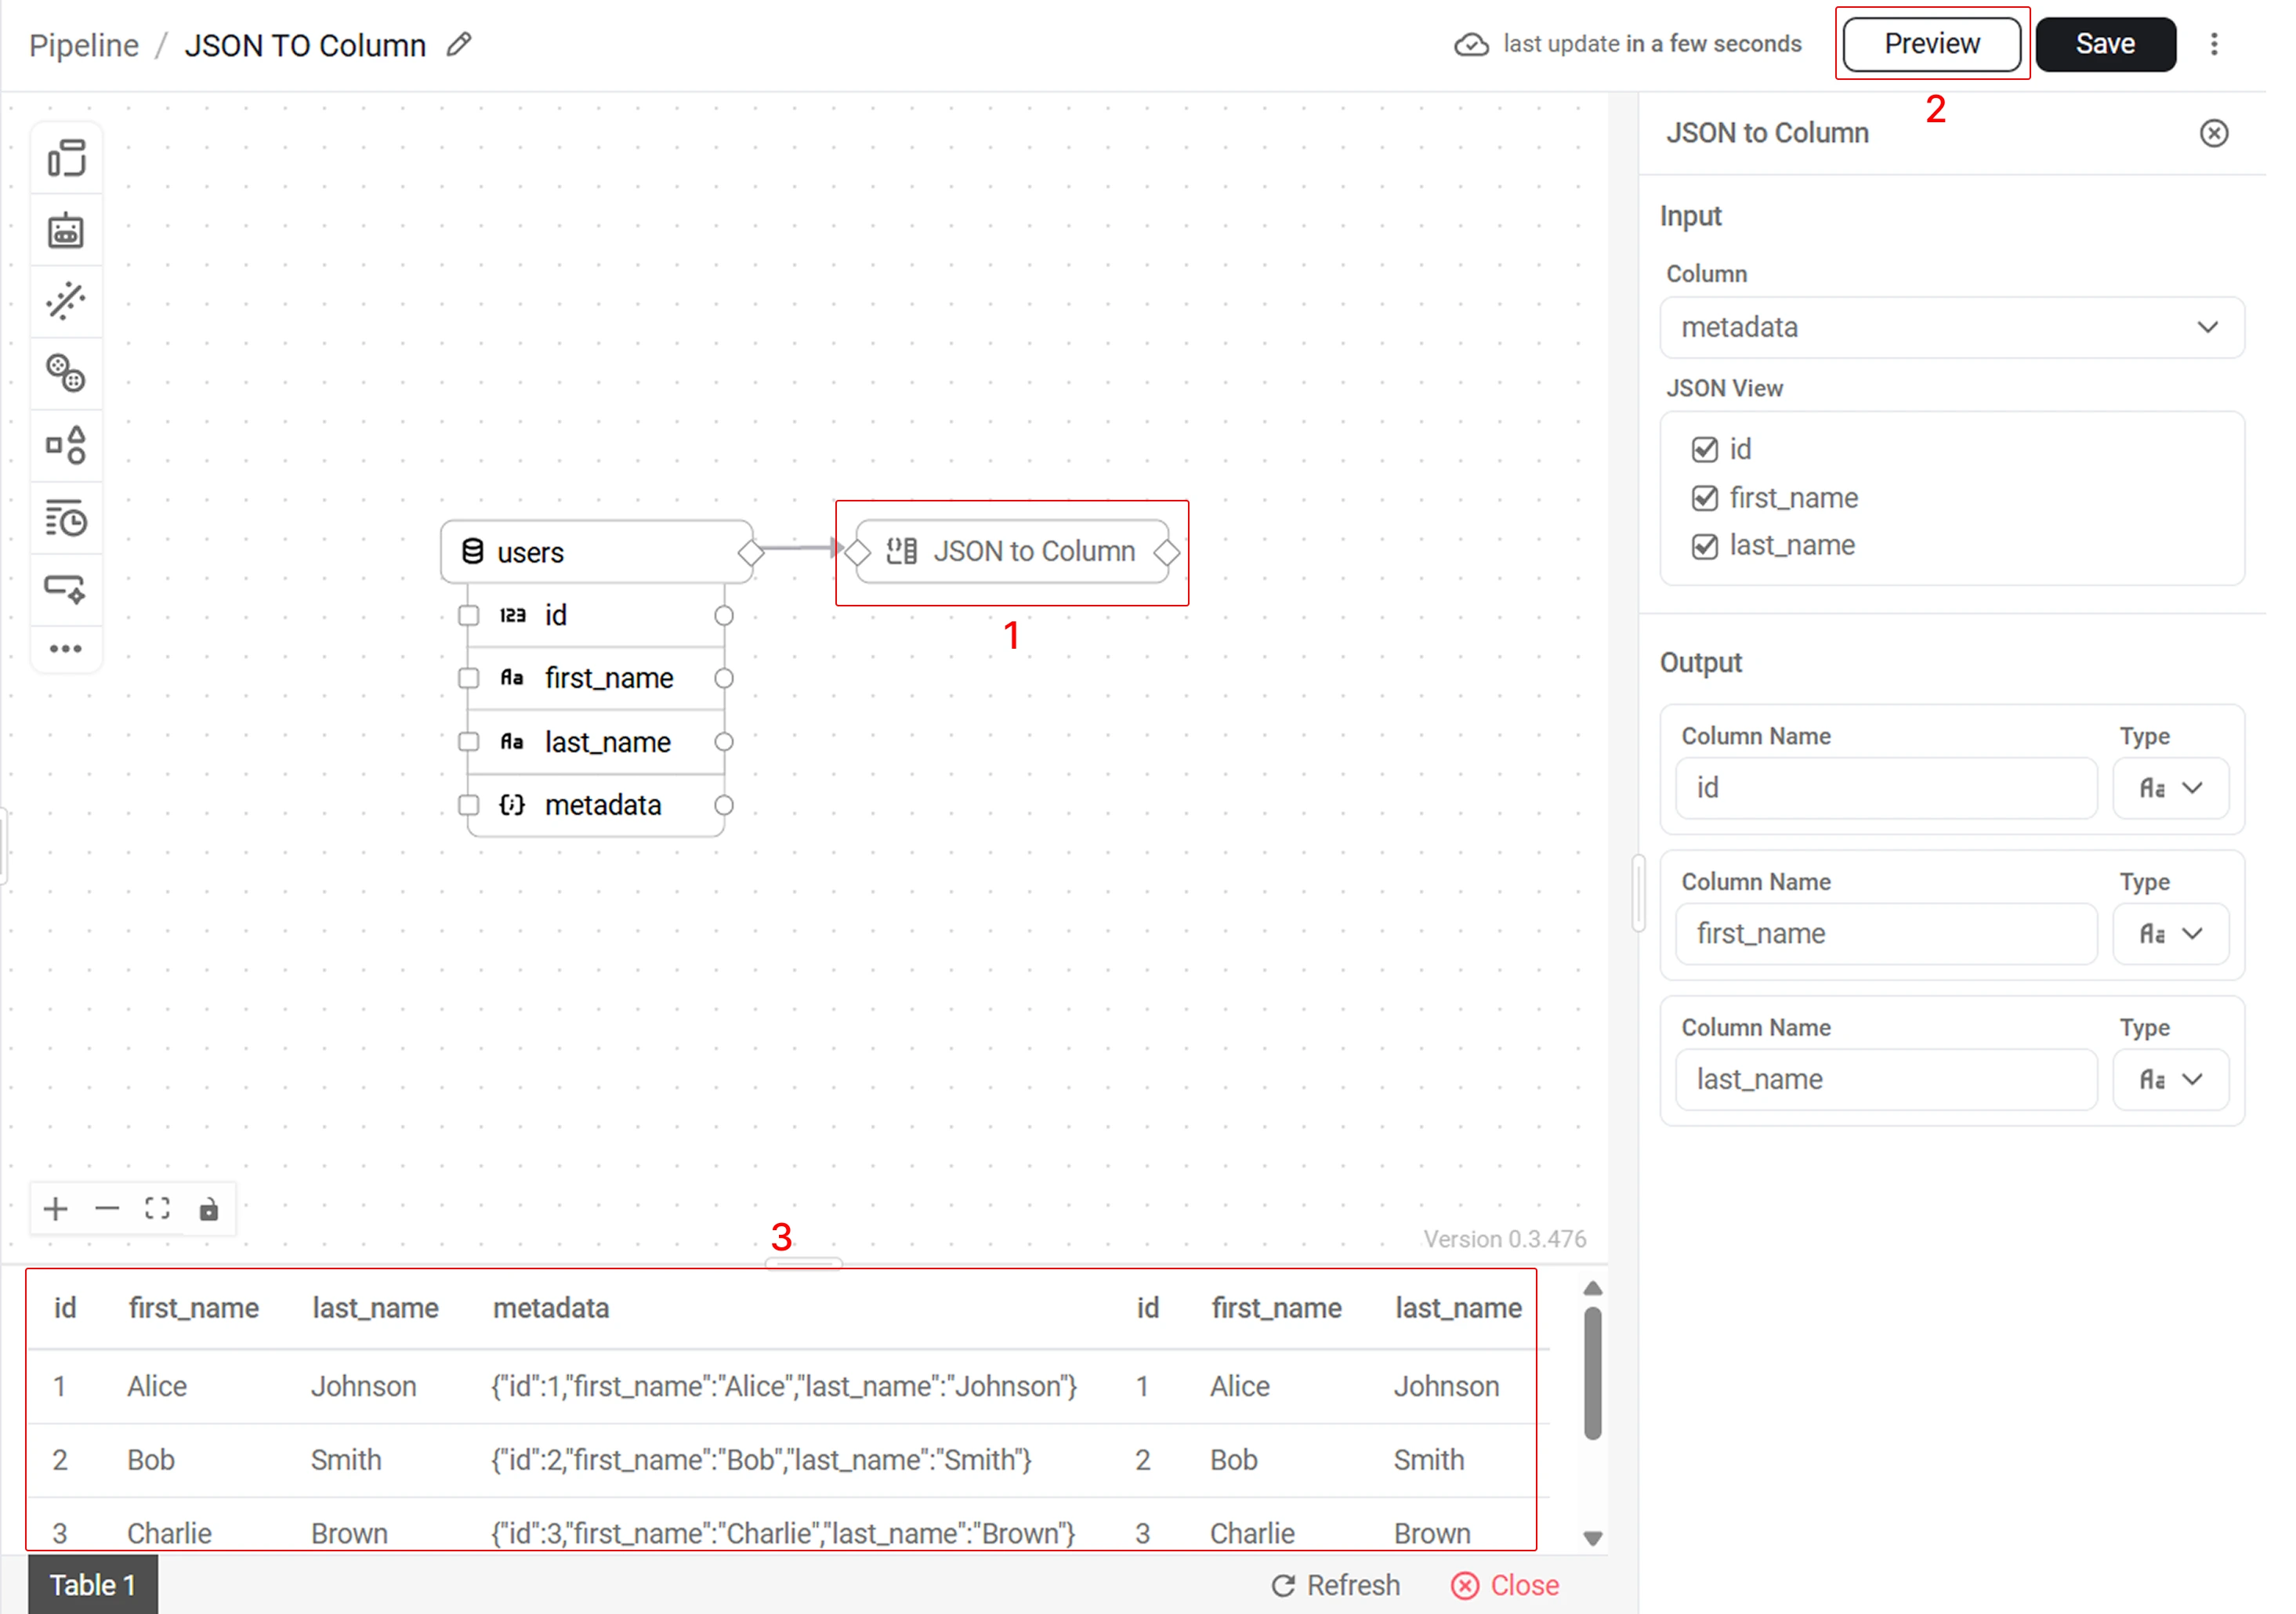 Pipeline / JSON TO Column
last update in a few seconds
Preview
Save
2
JSON to Column
Input
Column
metadata
JSON View
id
first_name
last_name
Output
Column Name Type
id Aa
Column Name Type
first_name Aa
Column Name Type
last_name Aa
users
123 id
Aa first_name
Aa last_name
{;} metadata
JSON to Column
1
Version 0.3.476
3
id first_name last_name metadata id first_name last_name
1 Alice Johnson {"id":1,"first_name":"Alice","last_name":"Johnson"} 1 Alice Johnson
2 Bob Smith {"id":2,"first_name":"Bob","last_name":"Smith"} 2 Bob Smith
3 Charlie Brown {"id":3,"first_name":"Charlie","last_name":"Brown"} 3 Charlie Brown
Table 1
Refresh
Close